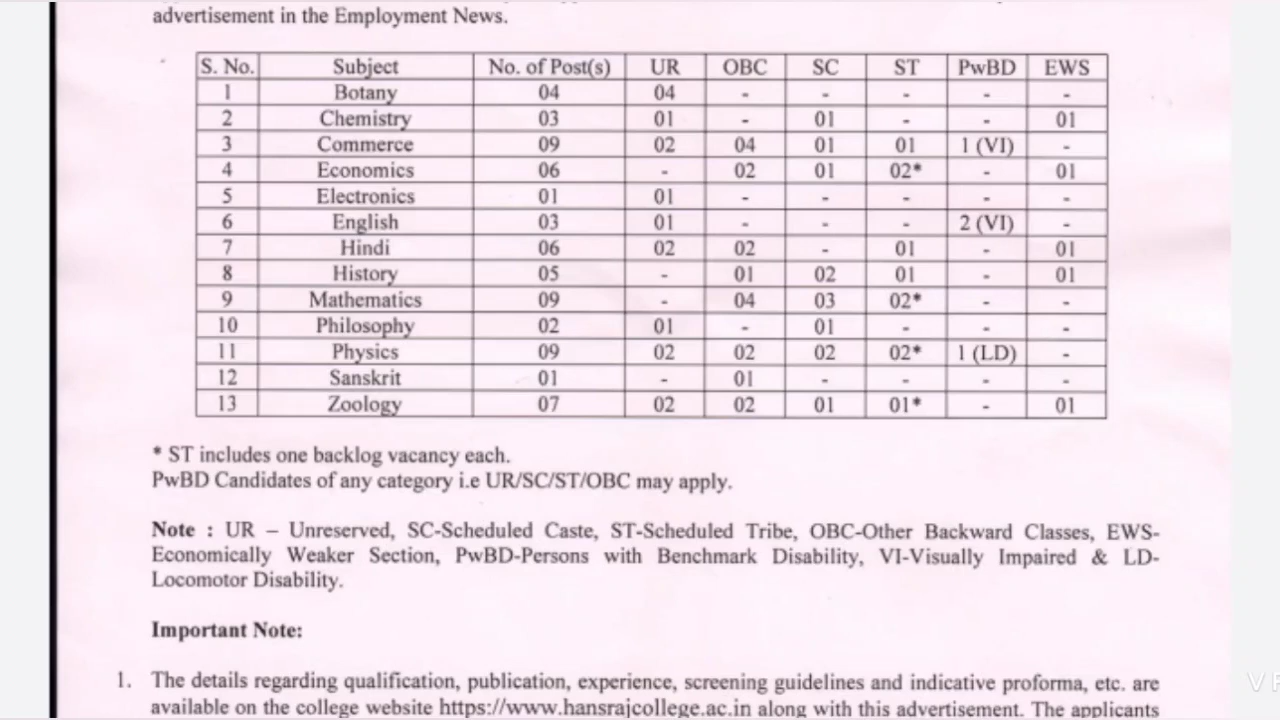 advertisement in the Employment News.
S. No. Subject No. of Post(s) UR OBC SC ST PwBD EWS
1 Botany 04 04 - - - - -
2 Chemistry 03 01 - 01 - - 01
3 Commerce 09 02 04 01 01 1 (VI) -
4 Economics 06 - 02 01 02* - 01
5 Electronics 01 01 - - - - -
6 English 03 01 - - - 2 (VI) -
7 Hindi 06 02 02 - 01 - 01
8 History 05 - 01 02 01 - 01
9 Mathematics 09 - 04 03 02* - -
10 Philosophy 02 01 - 01 - - -
11 Physics 09 02 02 02 02* 1 (LD) -
12 Sanskrit 01 - 01 - - - -
13 Zoology 07 02 02 01 01* - 01
* ST includes one backlog vacancy each.
PwBD Candidates of any category i.e UR/SC/ST/OBC may apply.
Note : UR – Unreserved, SC-Scheduled Caste, ST-Scheduled Tribe, OBC-Other Backward Classes, EWS-
Economically Weaker Section, PwBD-Persons with Benchmark Disability, VI-Visually Impaired & LD-
Locomotor Disability.
Important Note:
1. The details regarding qualification, publication, experience, screening guidelines and indicative proforma, etc. are
available on the college website https://www.hansrajcollege.ac.in along with this advertisement. The applicants